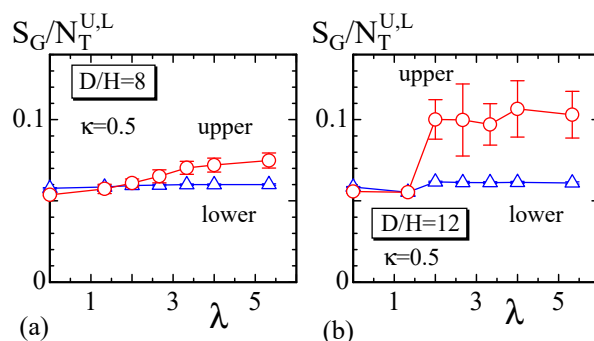 S_G/N_T^{U,L}
D/H=8
κ=0.5
upper
lower
0.1
0
1
3
5
λ
(a)
S_G/N_T^{U,L}
upper
lower
D/H=12
κ=0.5
0.1
0
1
3
5
λ
(b)